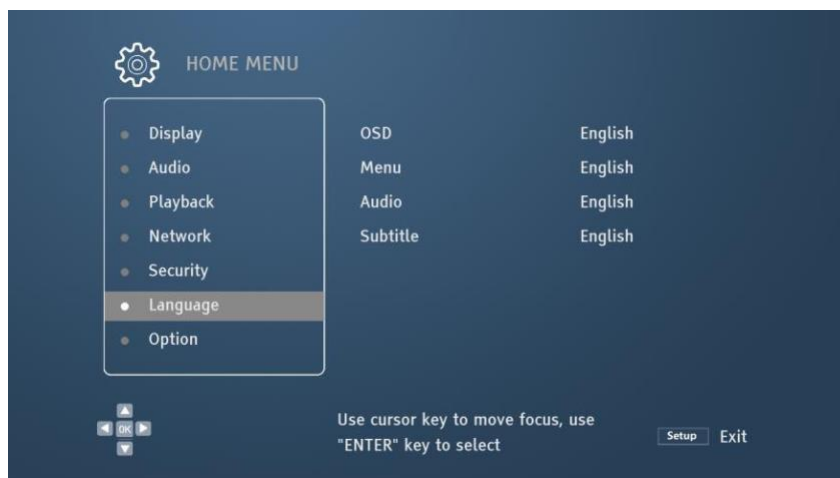 HOME MENU
Display
Audio
Playback
Network
Security
Language
Option
OSD English
Menu English
Audio English
Subtitle English
OK
Use cursor key to move focus, use
"ENTER" key to select
Setup Exit